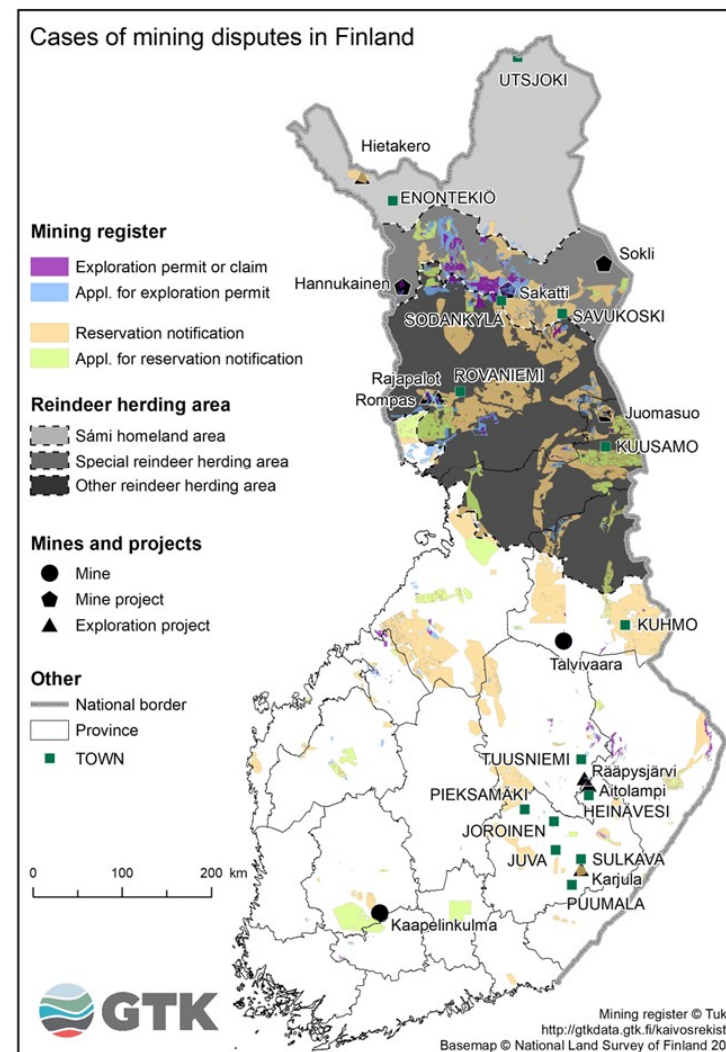 Cases of mining disputes in Finland
UTSJOKI
Hietakero
ENONTEKIÖ
Mining register
Exploration permit or claim
Appl. for exploration permit
Reservation notification
Appl. for reservation notification
Sokli
Hannukainen
Sakatti
SODANKYLÄ
SAVUKOSKI
Rajapalot
ROVANIEMI
Rompas
Juomasuo
KUUSAMO
Reindeer herding area
Sámi homeland area
Special reindeer herding area
Other reindeer herding area
Mines and projects
Mine
Mine project
Exploration project
KUHMO
Talvivaara
Other
National border
Province
TOWN
TUUSNIEMI
Rääpysjärvi
Aitolampi
PIEKSAMÄKI
HEINÄVESI
JOROINEN
JUVA
SULKAVA
Karjula
PUUMALA
0 100 200 km
Kaapelinkulma
GTK
Mining register © Tuk
http://gtkdata.gtk.fi/kaivosrekist
Basemap © National Land Survey of Finland 20